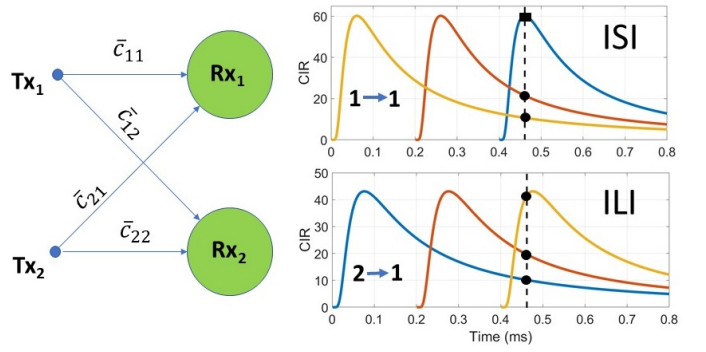 Tx₁
c̄₁₁
Rx₁
c̄₁₂
c̄₂₁
Tx₂
c̄₂₂
Rx₂
60
40
20
0
CIR
ISI
1 → 1
0 0.1 0.2 0.3 0.4 0.5 0.6 0.7 0.8
50
40
30
20
10
0
CIR
ILI
2 → 1
0 0.1 0.2 0.3 0.4 0.5 0.6 0.7 0.8
Time (ms)